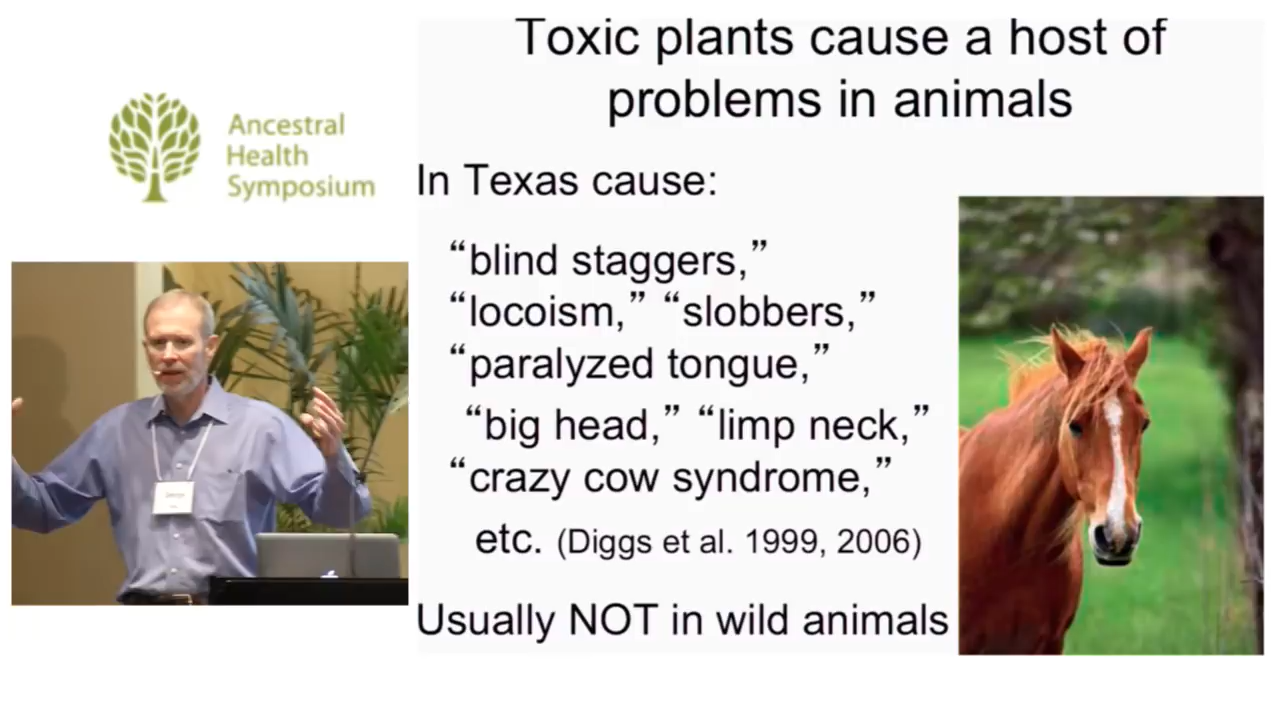 Toxic plants cause a host of
problems in animals
Ancestral
Health
Symposium
In Texas cause:
“blind staggers,”
“locoism,” “slobbers,”
“paralyzed tongue,”
“big head,” “limp neck,”
“crazy cow syndrome,”
etc. (Diggs et al. 1999, 2006)
Usually NOT in wild animals